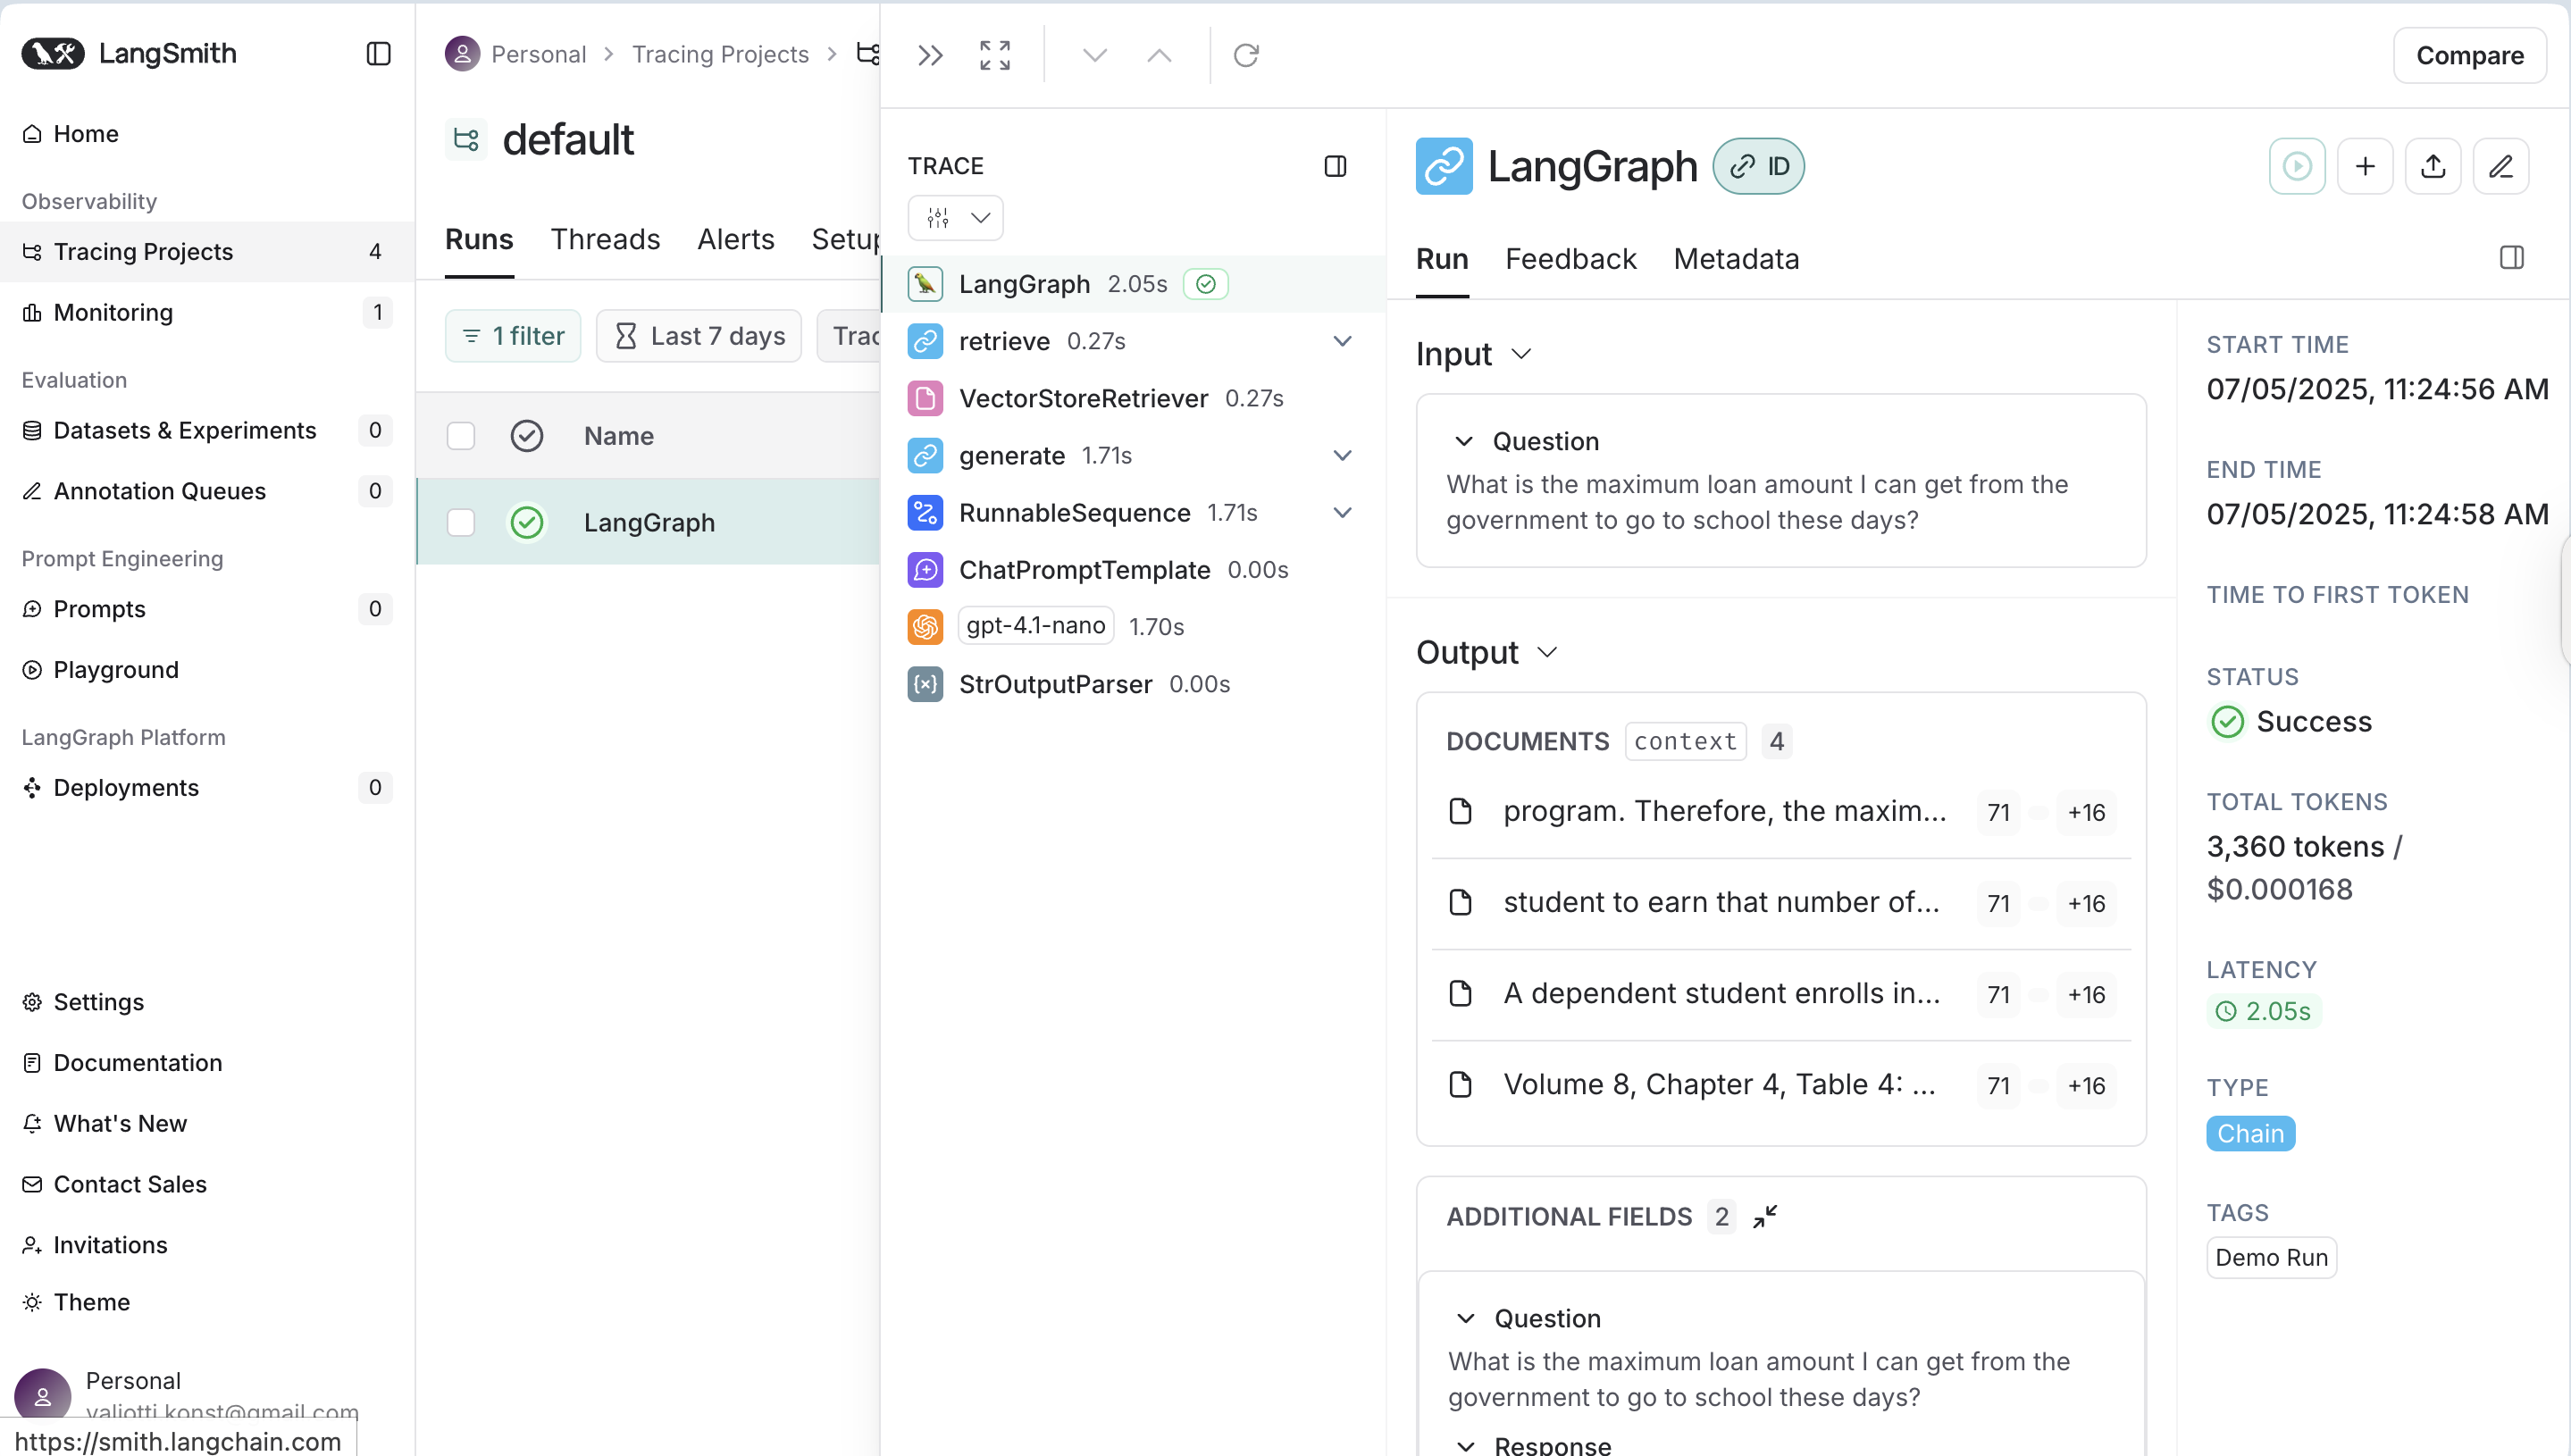 LangSmith
Home
Observability
Tracing Projects 4
Monitoring 1
Evaluation
Datasets & Experiments 0
Annotation Queues 0
Prompt Engineering
Prompts 0
Playground
LangGraph Platform
Deployments 0
Settings
Documentation
What's New
Contact Sales
Invitations
Theme
Personal
valiotti.konst@gmail.com
https://smith.langchain.com
Personal > Tracing Projects >
default
Runs Threads Alerts Setup
1 filter Last 7 days Trac
Name
LangGraph
TRACE
LangGraph 2.05s
retrieve 0.27s
VectorStoreRetriever 0.27s
generate 1.71s
RunnableSequence 1.71s
ChatPromptTemplate 0.00s
gpt-4.1-nano 1.70s
StrOutputParser 0.00s
Compare
LangGraph ID
Run Feedback Metadata
Input
Question
What is the maximum loan amount I can get from the
government to go to school these days?
Output
DOCUMENTS context 4
program. Therefore, the maxim... 71 +16
student to earn that number of... 71 +16
A dependent student enrolls in... 71 +16
Volume 8, Chapter 4, Table 4: ... 71 +16
ADDITIONAL FIELDS 2
Question
What is the maximum loan amount I can get from the
government to go to school these days?
Response
START TIME
07/05/2025, 11:24:56 AM
END TIME
07/05/2025, 11:24:58 AM
TIME TO FIRST TOKEN
STATUS
Success
TOTAL TOKENS
3,360 tokens /
$0.000168
LATENCY
2.05s
TYPE
Chain
TAGS
Demo Run